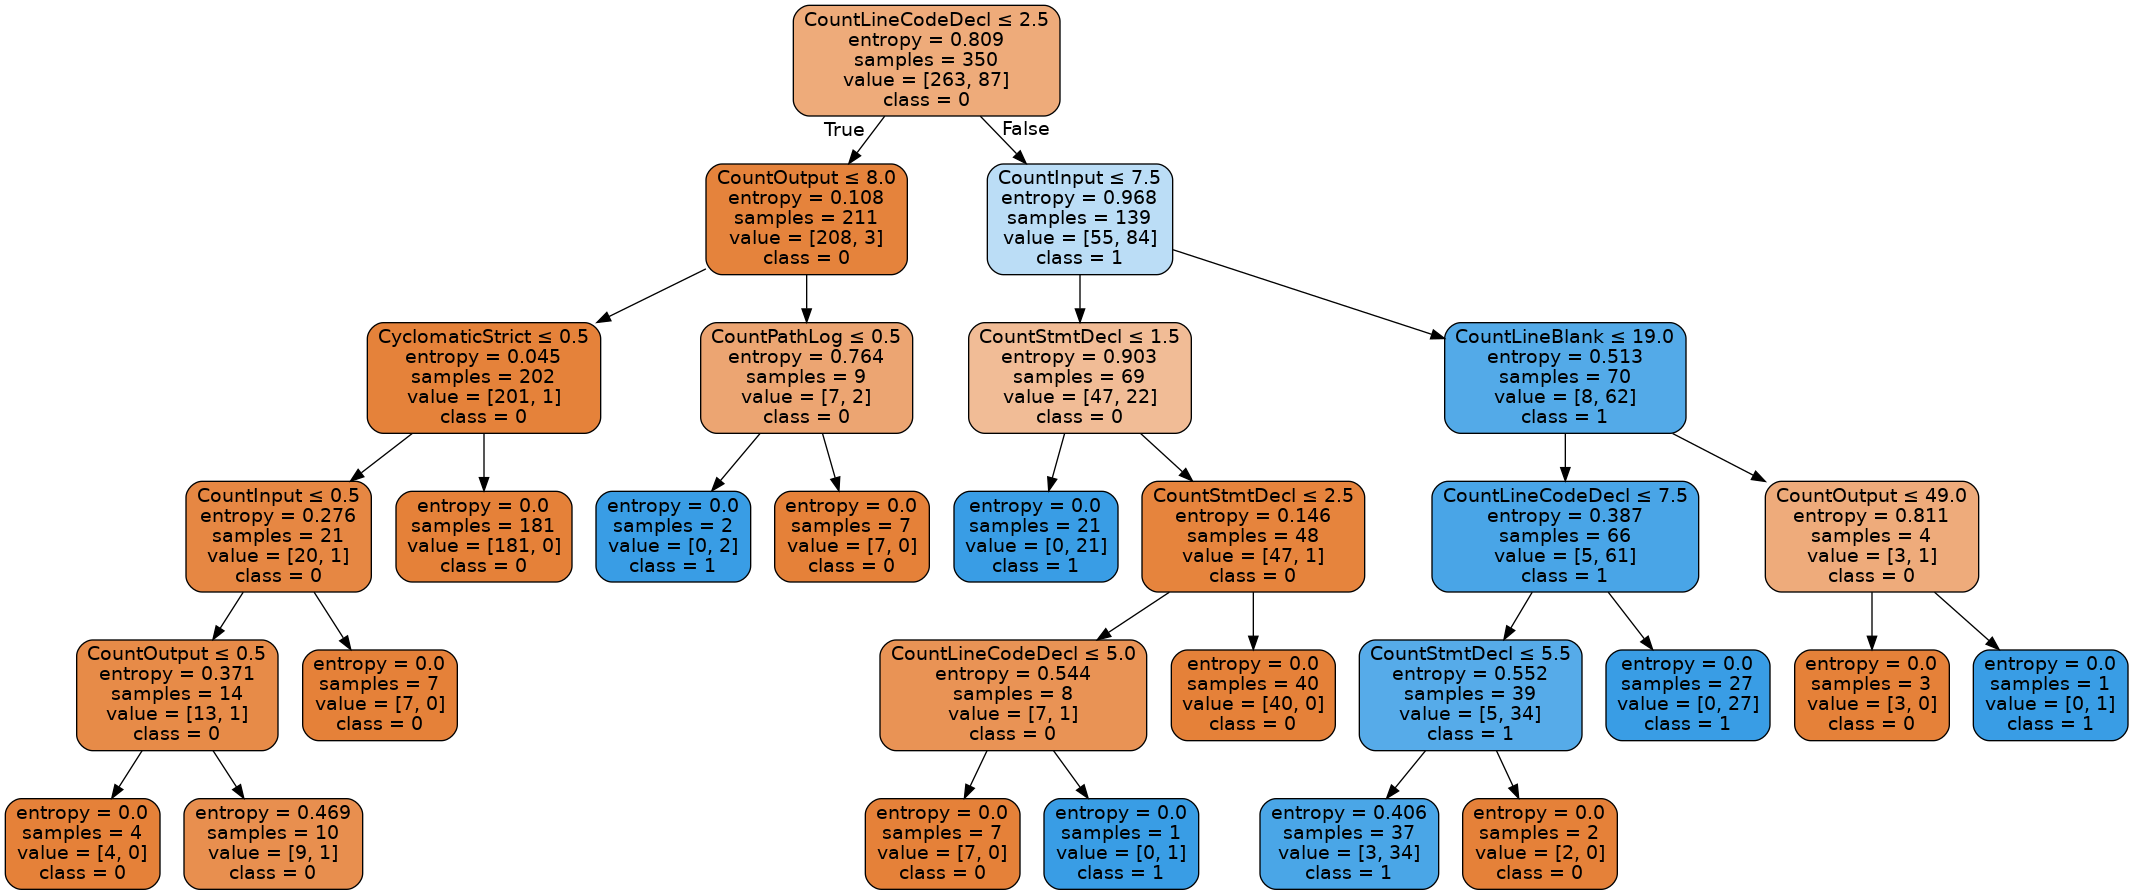 CountLineCodeDecl ≤ 2.5
entropy = 0.809
samples = 350
value = [263, 87]
class = 0
True
False
CountOutput ≤ 8.0
entropy = 0.108
samples = 211
value = [208, 3]
class = 0
CountInput ≤ 7.5
entropy = 0.968
samples = 139
value = [55, 84]
class = 1
CyclomaticStrict ≤ 0.5
entropy = 0.045
samples = 202
value = [201, 1]
class = 0
CountPathLog ≤ 0.5
entropy = 0.764
samples = 9
value = [7, 2]
class = 0
CountStmtDecl ≤ 1.5
entropy = 0.903
samples = 69
value = [47, 22]
class = 0
CountLineBlank ≤ 19.0
entropy = 0.513
samples = 70
value = [8, 62]
class = 1
CountInput ≤ 0.5
entropy = 0.276
samples = 21
value = [20, 1]
class = 0
entropy = 0.0
samples = 181
value = [181, 0]
class = 0
entropy = 0.0
samples = 2
value = [0, 2]
class = 1
entropy = 0.0
samples = 7
value = [7, 0]
class = 0
entropy = 0.0
samples = 21
value = [0, 21]
class = 1
CountStmtDecl ≤ 2.5
entropy = 0.146
samples = 48
value = [47, 1]
class = 0
CountLineCodeDecl ≤ 7.5
entropy = 0.387
samples = 66
value = [5, 61]
class = 1
CountOutput ≤ 49.0
entropy = 0.811
samples = 4
value = [3, 1]
class = 0
CountOutput ≤ 0.5
entropy = 0.371
samples = 14
value = [13, 1]
class = 0
entropy = 0.0
samples = 7
value = [7, 0]
class = 0
CountLineCodeDecl ≤ 5.0
entropy = 0.544
samples = 8
value = [7, 1]
class = 0
entropy = 0.0
samples = 40
value = [40, 0]
class = 0
CountStmtDecl ≤ 5.5
entropy = 0.552
samples = 39
value = [5, 34]
class = 1
entropy = 0.0
samples = 27
value = [0, 27]
class = 1
entropy = 0.0
samples = 3
value = [3, 0]
class = 0
entropy = 0.0
samples = 1
value = [0, 1]
class = 1
entropy = 0.0
samples = 4
value = [4, 0]
class = 0
entropy = 0.469
samples = 10
value = [9, 1]
class = 0
entropy = 0.0
samples = 7
value = [7, 0]
class = 0
entropy = 0.0
samples = 1
value = [0, 1]
class = 1
entropy = 0.406
samples = 37
value = [3, 34]
class = 1
entropy = 0.0
samples = 2
value = [2, 0]
class = 0